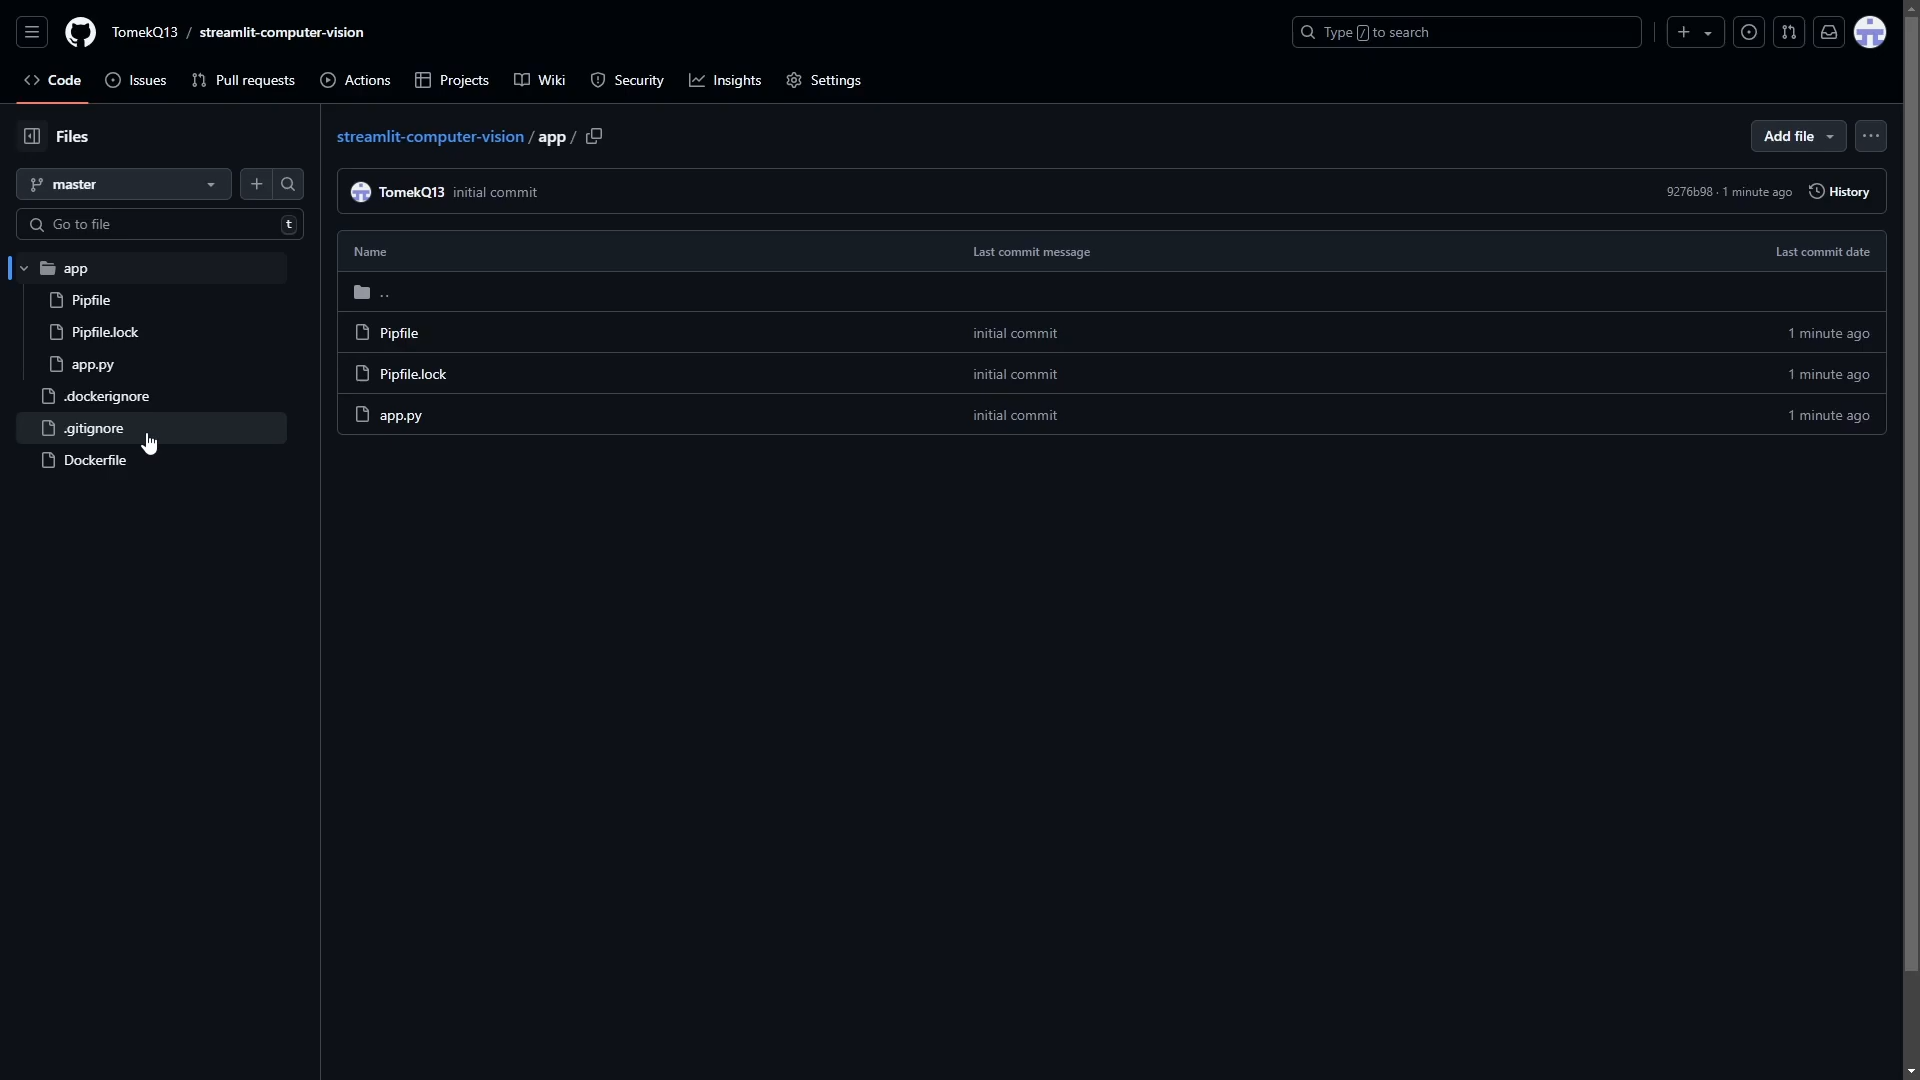 TomekQ13 / streamlit-computer-vision
Type / to search
Code Issues Pull requests Actions Projects Wiki Security Insights Settings
Files
master
Go to file t
app
Pipfile
Pipfile.lock
app.py
.dockerignore
.gitignore
Dockerfile
streamlit-computer-vision / app /
Add file
TomekQ13 initial commit 9276b98 · 1 minute ago History
Name Last commit message Last commit date
..
Pipfile initial commit 1 minute ago
Pipfile.lock initial commit 1 minute ago
app.py initial commit 1 minute ago